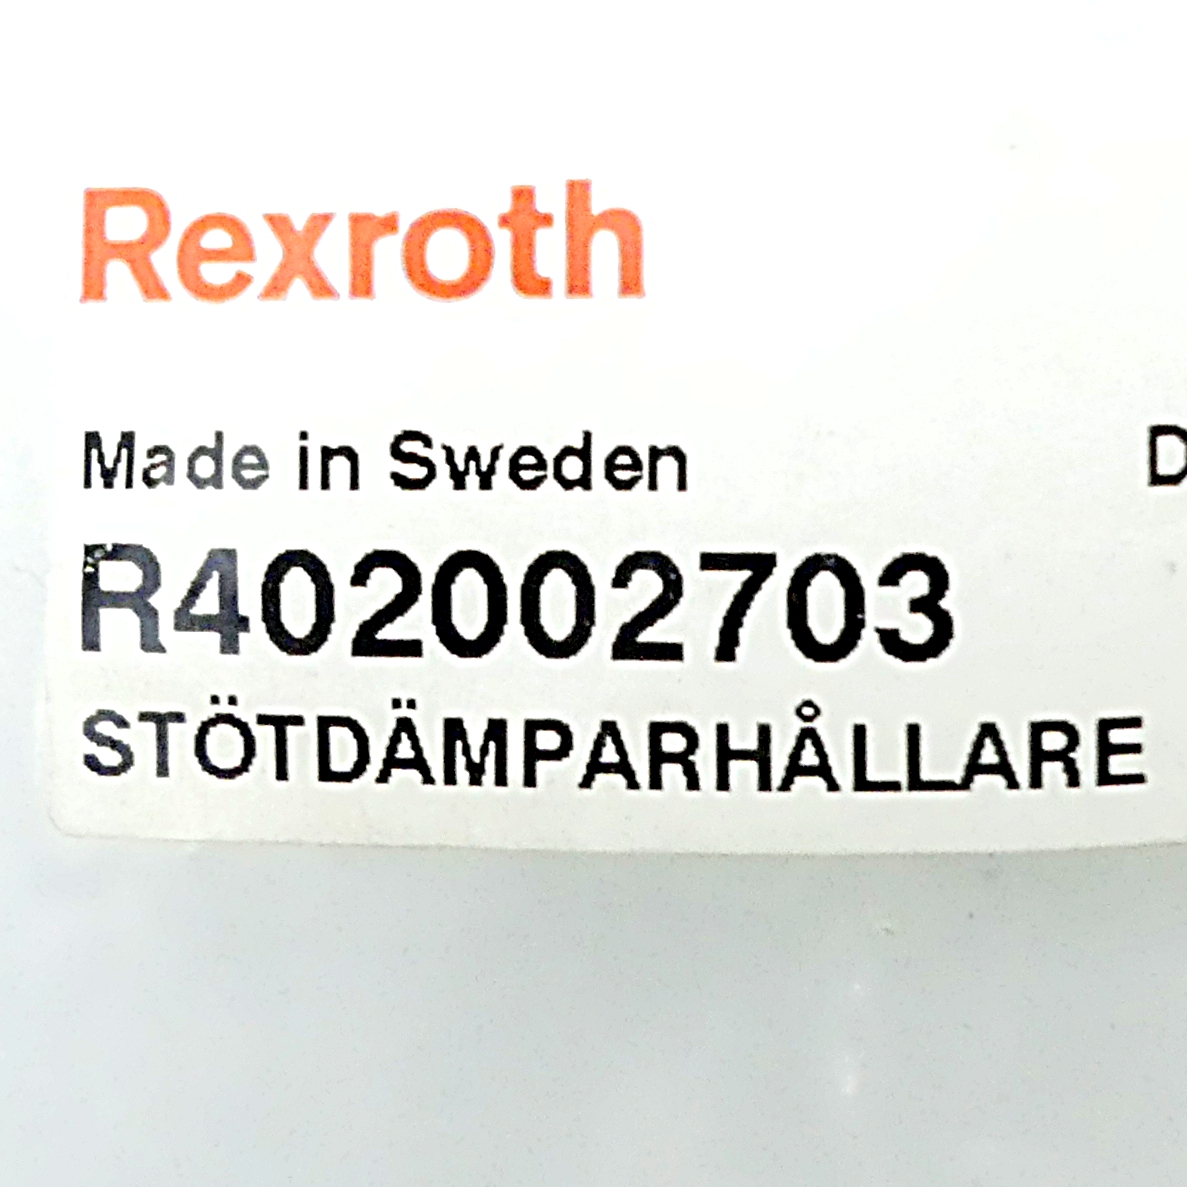 Rexroth
Made in Sweden D
R402002703
STÖTDÄMPARHÅLLARE